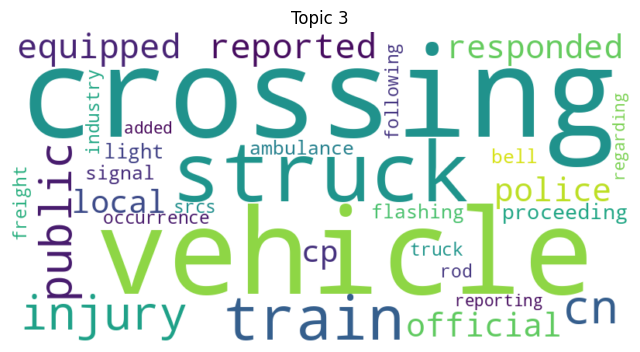 Topic 3
equipped reported responded
crossing
following
industry
added
regarding
light ambulance bell
signal struck
public
freight
local police
srcs
occurrence flashing proceeding
vehicle
cp truck
rod
reporting
injury train official cn